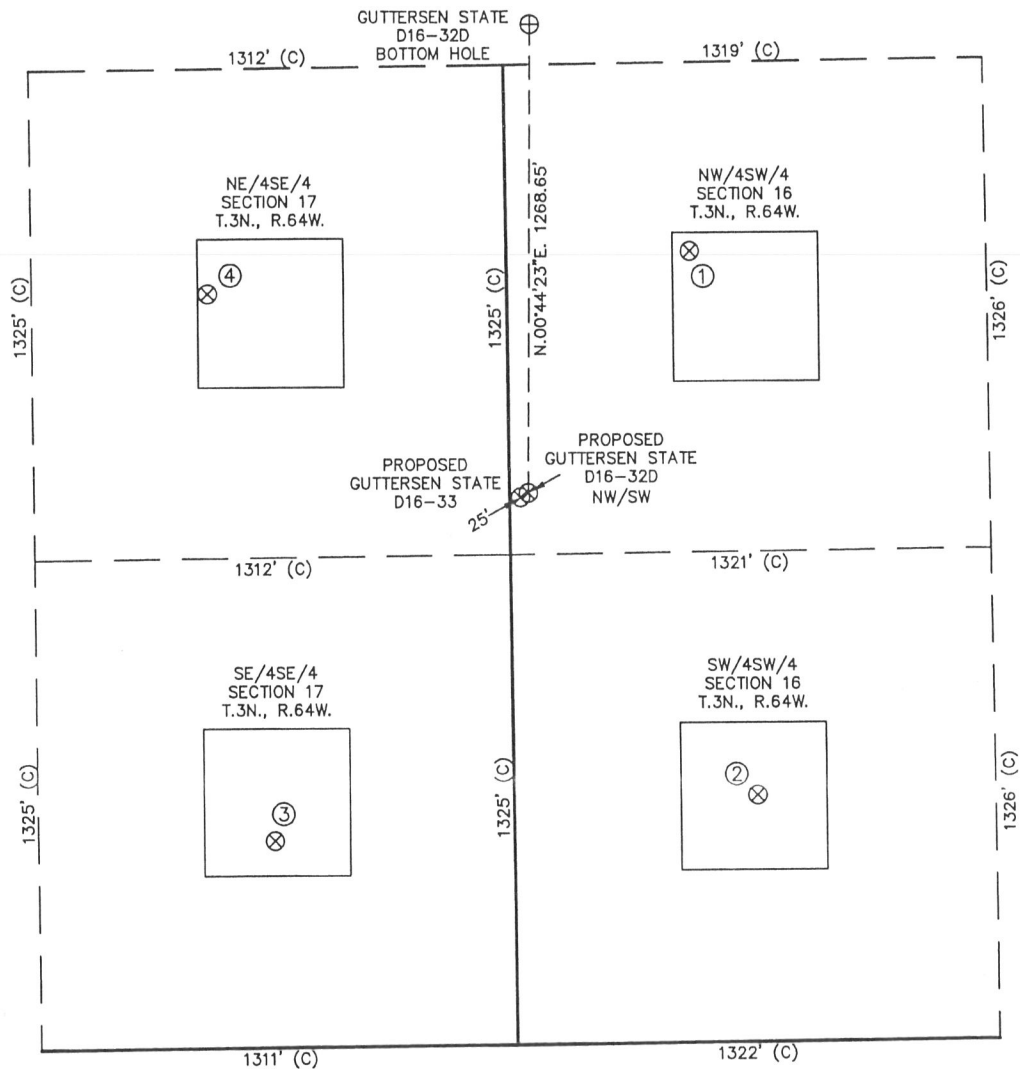 GUTTERSEN STATE
D16-32D
BOTTOM HOLE
1312' (C)
1319' (C)
NE/4SE/4
SECTION 17
T.3N., R.64W.
NW/4SW/4
SECTION 16
T.3N., R.64W.
N.00°44'23"E. 1268.65'
4
1
1325' (C)
1325' (C)
1326' (C)
PROPOSED
GUTTERSEN STATE
D16-33
PROPOSED
GUTTERSEN STATE
D16-32D
NW/SW
25'
1312' (C)
1321' (C)
SE/4SE/4
SECTION 17
T.3N., R.64W.
SW/4SW/4
SECTION 16
T.3N., R.64W.
3
2
1325' (C)
1325' (C)
1326' (C)
1311' (C)
1322' (C)